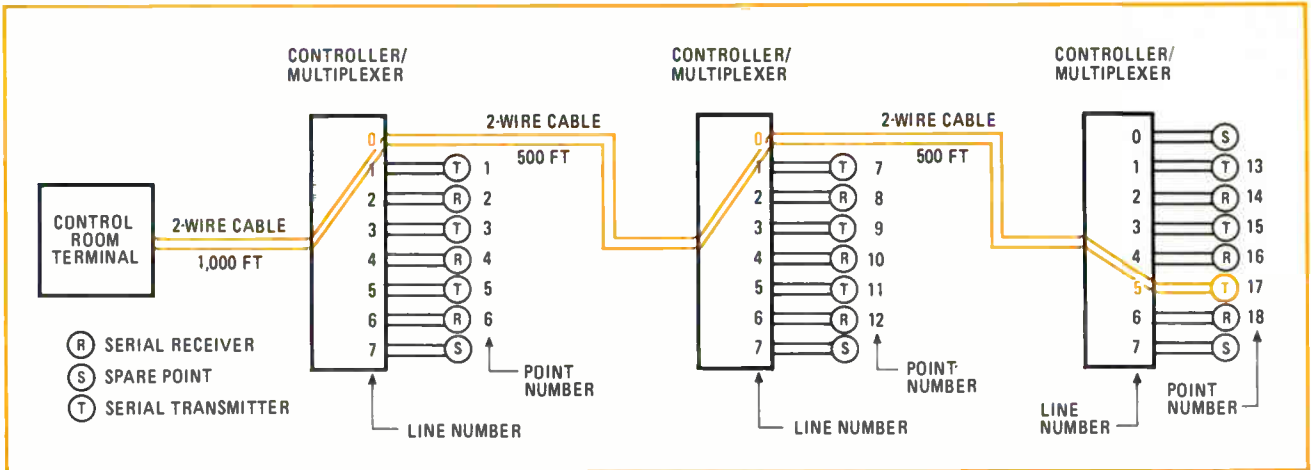 CONTROLLER/
MULTIPLEXER
CONTROLLER/
MULTIPLEXER
CONTROLLER/
MULTIPLEXER
CONTROL
ROOM
TERMINAL
2-WIRE CABLE
1,000 FT
0
1 T 1
2 R 2
3 T 3
4 R 4
5 T 5
6 R 6
7 S
POINT
NUMBER
LINE NUMBER
2-WIRE CABLE
500 FT
0
1 T 7
2 R 8
3 T 9
4 R 10
5 T 11
6 R 12
7 S
POINT
NUMBER
LINE NUMBER
2-WIRE CABLE
500 FT
0 S
1 T 13
2 R 14
3 T 15
4 R 16
5 T 17
6 R 18
7 S
LINE
NUMBER
POINT
NUMBER
R SERIAL RECEIVER
S SPARE POINT
T SERIAL TRANSMITTER